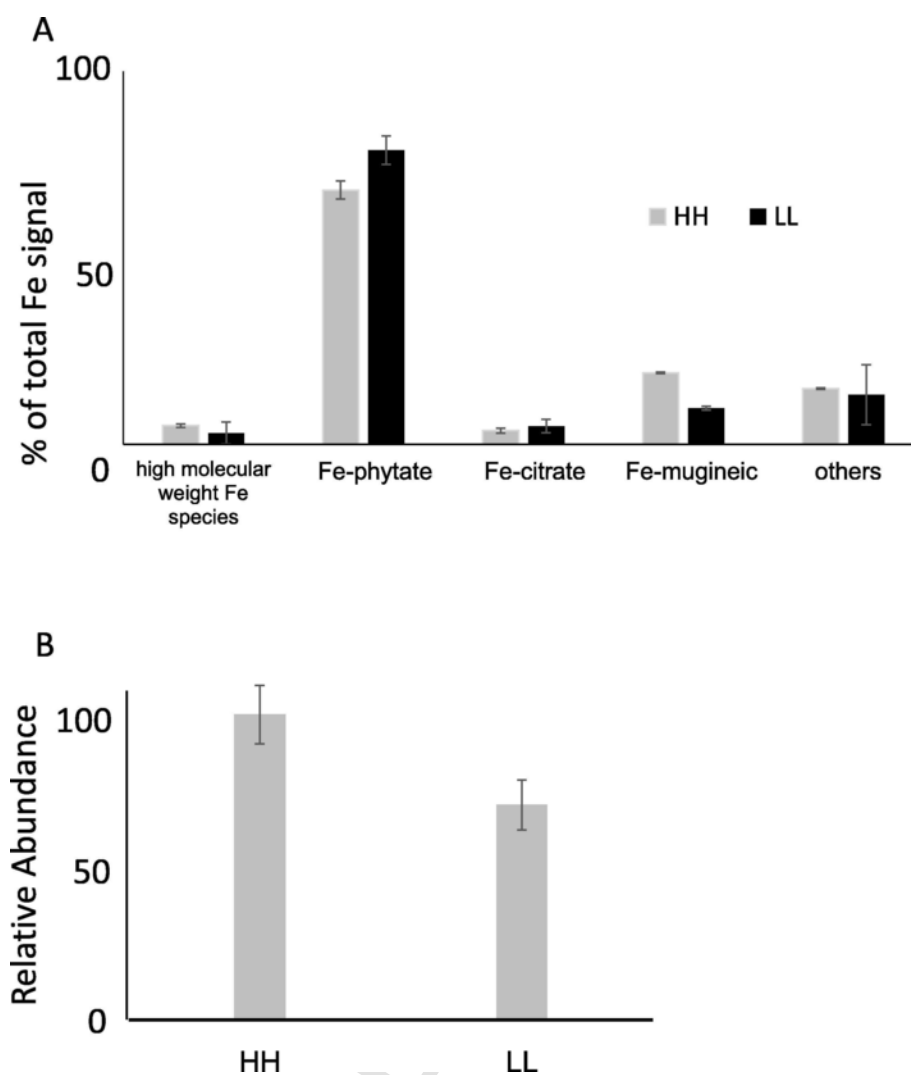 A
100
% of total Fe signal
HH LL
50
0
high molecular
weight Fe
species
Fe-phytate
Fe-citrate
Fe-mugineic
others
B
Relative Abundance
100
50
0
HH
LL